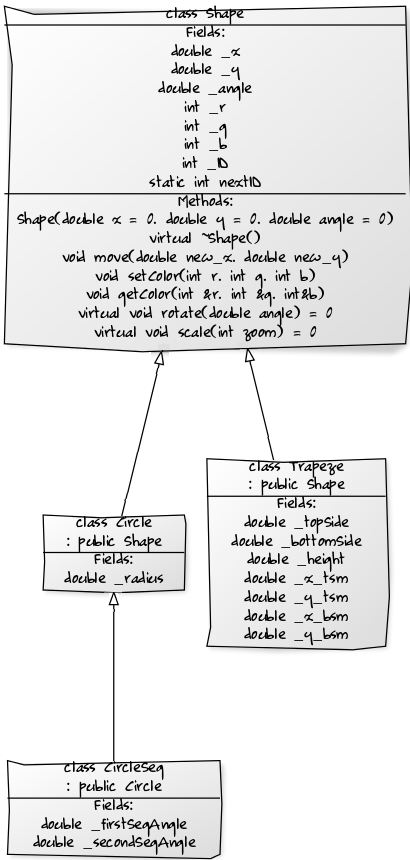 class Shape
Fields:
double _x
double _y
double _angle
int _r
int _g
int _b
int _ID
static int nextID
Methods:
Shape(double x = 0. double y = 0. double angle = 0)
virtual ~Shape()
void move(double new_x. double new_y)
void setColor(int r. int g. int b)
void getColor(int &r. int &g. int&b)
virtual void rotate(double angle) = 0
virtual void scale(int zoom) = 0
class Circle
: public Shape
Fields:
double _radius
class Trapeze
: public Shape
Fields:
double _topSide
double _bottomSide
double _height
double _x_tsm
double _y_tsm
double _x_bsm
double _y_bsm
class CircleSeg
: public Circle
Fields:
double _firstSegAngle
double _secondSegAngle